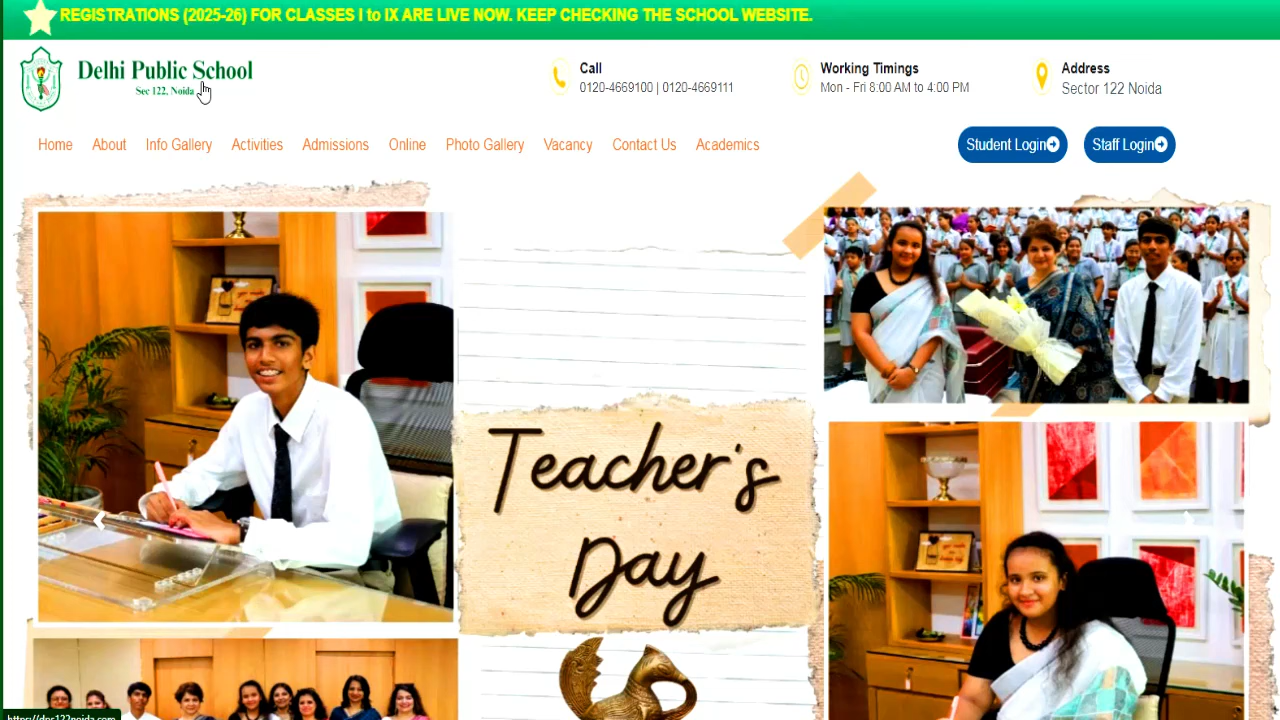 REGISTRATIONS (2025-26) FOR CLASSES I to IX ARE LIVE NOW. KEEP CHECKING THE SCHOOL WEBSITE.
Delhi Public School
Sec 122, Noida
Call
0120-4669100 | 0120-4669111
Working Timings
Mon - Fri 8:00 AM to 4:00 PM
Address
Sector 122 Noida
Home About Info Gallery Activities Admissions Online Photo Gallery Vacancy Contact Us Academics
Student Login Staff Login
Teacher's
Day
https://dps122noida.com